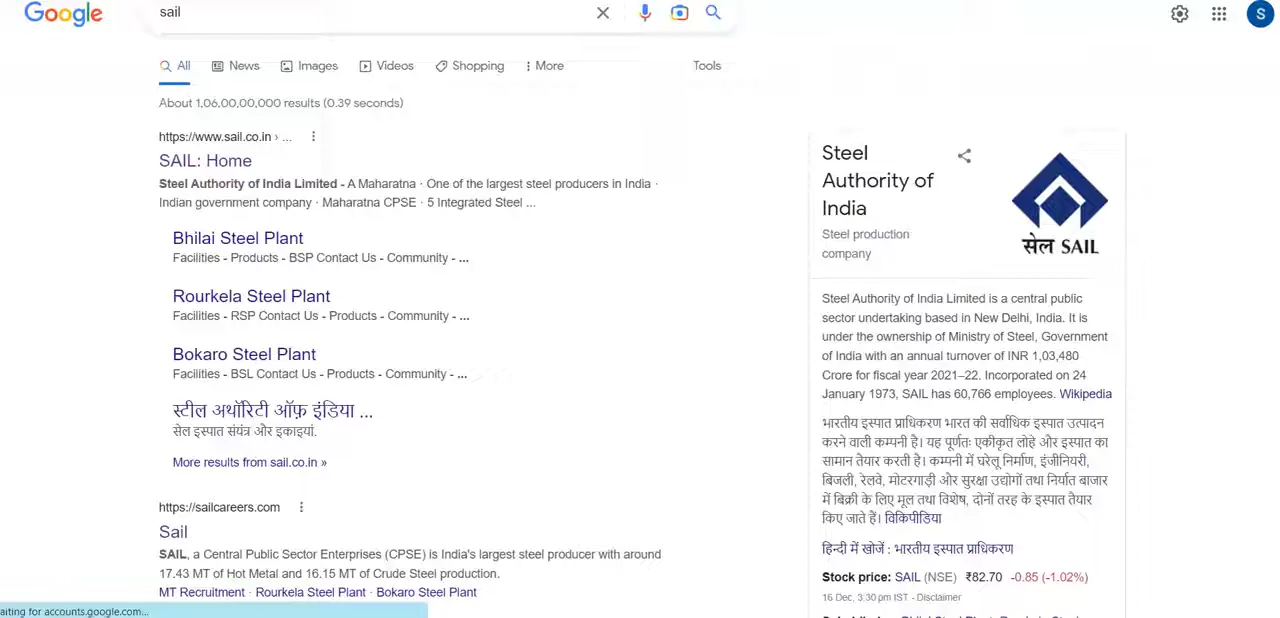 Google
sail
S
All
News
Images
Videos
Shopping
More
Tools
About 1,06,00,00,000 results (0.39 seconds)
https://www.sail.co.in › ...
SAIL: Home
Steel Authority of India Limited - A Maharatna · One of the largest steel producers in India ·
Indian government company · Maharatna CPSE · 5 Integrated Steel ...
Bhilai Steel Plant
Facilities - Products - BSP Contact Us - Community - ...
Rourkela Steel Plant
Facilities - RSP Contact Us - Products - Community - ...
Bokaro Steel Plant
Facilities - BSL Contact Us - Products - Community - ...
स्टील अथॉरिटी ऑफ़ इंडिया ...
सेल इस्पात संयंत्र और इकाइयां.
More results from sail.co.in »
https://sailcareers.com
Sail
SAIL, a Central Public Sector Enterprises (CPSE) is India's largest steel producer with around
17.43 MT of Hot Metal and 16.15 MT of Crude Steel production.
MT Recruitment · Rourkela Steel Plant · Bokaro Steel Plant
aiting for accounts.google.com...
Steel
Authority of
India
Steel production
company
सेल SAIL
Steel Authority of India Limited is a central public
sector undertaking based in New Delhi, India. It is
under the ownership of Ministry of Steel, Government
of India with an annual turnover of INR 1,03,480
Crore for fiscal year 2021–22. Incorporated on 24
January 1973, SAIL has 60,766 employees. Wikipedia
भारतीय इस्पात प्राधिकरण भारत की सर्वाधिक इस्पात उत्पादन
करने वाली कम्पनी है। यह पूर्णतः एकीकृत लोहे और इस्पात का
सामान तैयार करती है। कम्पनी में घरेलू निर्माण, इंजीनियरी,
बिजली, रेलवे, मोटरगाड़ी और सुरक्षा उद्योगों तथा निर्यात बाजार
में बिक्री के लिए मूल तथा विशेष, दोनों तरह के इस्पात तैयार
किए जाते हैं। विकिपीडिया
हिन्दी में खोजें : भारतीय इस्पात प्राधिकरण
Stock price: SAIL (NSE) ₹82.70 -0.85 (-1.02%)
16 Dec, 3:30 pm IST - Disclaimer